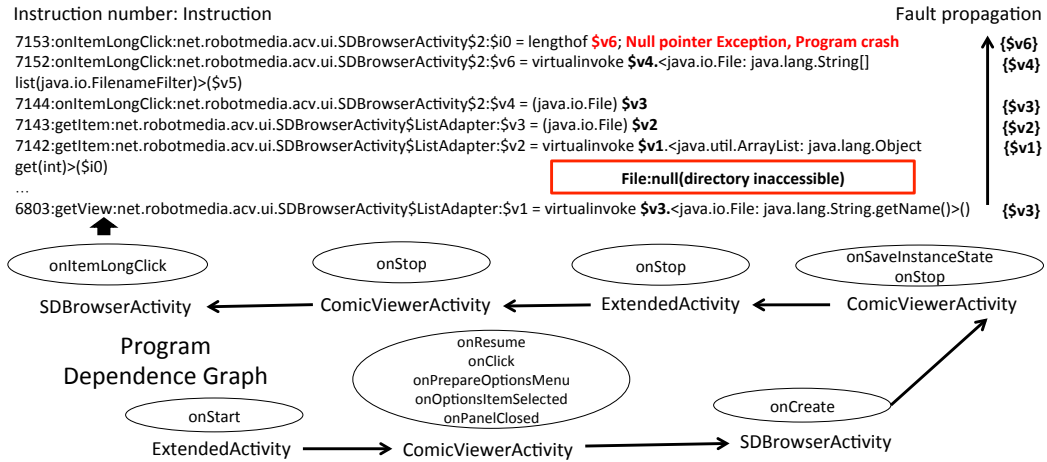 Instruction number: Instruction
Fault propagation
7153:onItemLongClick:net.robotmedia.acv.ui.SDBrowserActivity$2:$i0 = lengthof $v6; Null pointer Exception, Program crash
{$v6}
7152:onItemLongClick:net.robotmedia.acv.ui.SDBrowserActivity$2:$v6 = virtualinvoke $v4.<java.io.File: java.lang.String[]
{$v4}
list(java.io.FilenameFilter)>($v5)
7144:onItemLongClick:net.robotmedia.acv.ui.SDBrowserActivity$2:$v4 = (java.io.File) $v3
{$v3}
7143:getItem:net.robotmedia.acv.ui.SDBrowserActivity$ListAdapter:$v3 = (java.io.File) $v2
{$v2}
7142:getItem:net.robotmedia.acv.ui.SDBrowserActivity$ListAdapter:$v2 = virtualinvoke $v1.<java.util.ArrayList: java.lang.Object
{$v1}
get(int)>($i0)
File:null(directory inaccessible)
...
6803:getView:net.robotmedia.acv.ui.SDBrowserActivity$ListAdapter:$v1 = virtualinvoke $v3.<java.io.File: java.lang.String.getName()>()
{$v3}
onItemLongClick
onStop
onStop
onSaveInstanceState
onStop
SDBrowserActivity
ComicViewerActivity
ExtendedActivity
ComicViewerActivity
Program
Dependence Graph
onResume
onClick
onPrepareOptionsMenu
onOptionsItemSelected
onPanelClosed
onStart
onCreate
ExtendedActivity
ComicViewerActivity
SDBrowserActivity